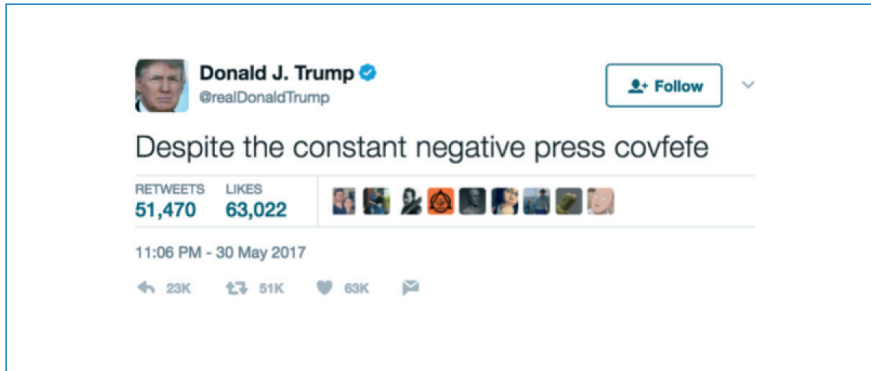 Donald J. Trump
@realDonaldTrump
Follow
Despite the constant negative press covfefe
RETWEETS LIKES
51,470 63,022
11:06 PM - 30 May 2017
23K 51K 63K